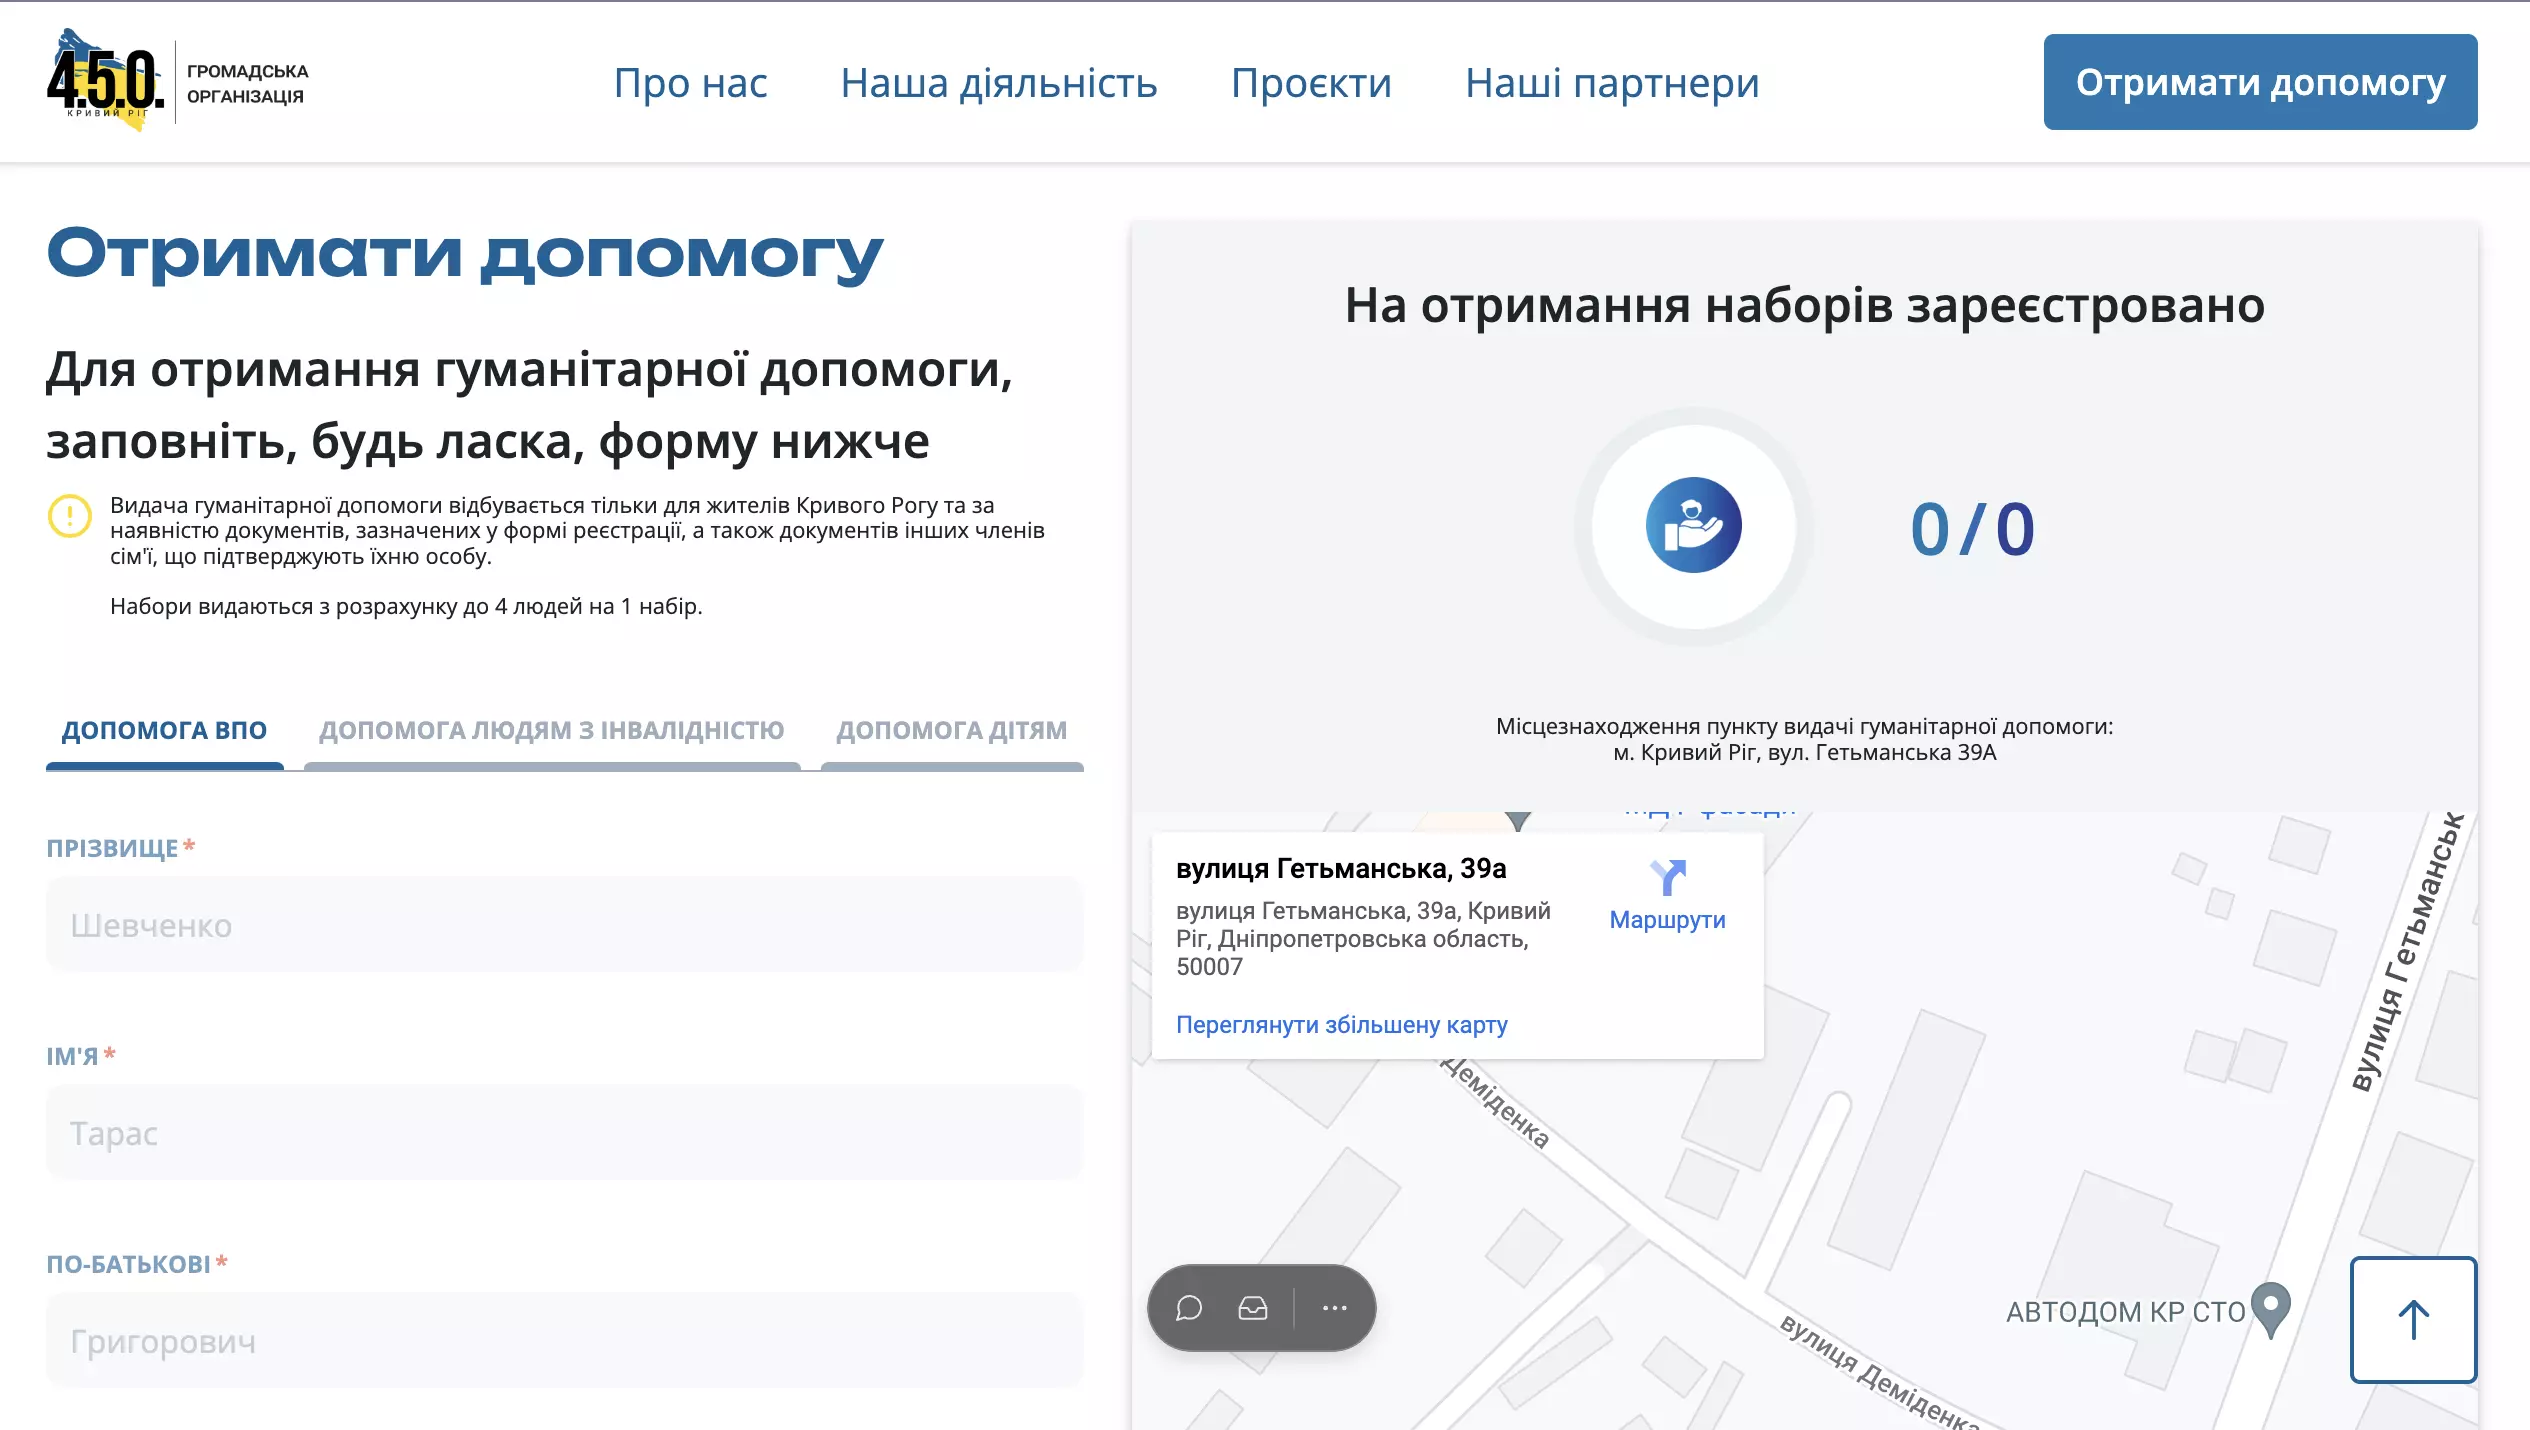 4.5.0.
КРИВИЙ РІГ
ГРОМАДСЬКА
ОРГАНІЗАЦІЯ
Про нас
Наша діяльність
Проєкти
Наші партнери
Отримати допомогу
Отримати допомогу
Для отримання гуманітарної допомоги,
заповніть, будь ласка, форму нижче
Видача гуманітарної допомоги відбувається тільки для жителів Кривого Рогу та за
наявністю документів, зазначених у формі реєстрації, а також документів інших членів
сім'ї, що підтверджують їхню особу.
Набори видаються з розрахунку до 4 людей на 1 набір.
ДОПОМОГА ВПО
ДОПОМОГА ЛЮДЯМ З ІНВАЛІДНІСТЮ
ДОПОМОГА ДІТЯМ
ПРІЗВИЩЕ*
Шевченко
ІМ'Я*
Тарас
ПО-БАТЬКОВІ*
Григорович
На отримання наборів зареєстровано
0/0
Місцезнаходження пункту видачі гуманітарної допомоги:
м. Кривий Ріг, вул. Гетьманська 39А
вулиця Гетьманська, 39а
вулиця Гетьманська, 39а, Кривий
Ріг, Дніпропетровська область,
50007
Маршрути
Переглянути збільшену карту
Деміденка
вулиця Гетьманськ
АВТОДОМ КР СТО
вулиця Деміденка